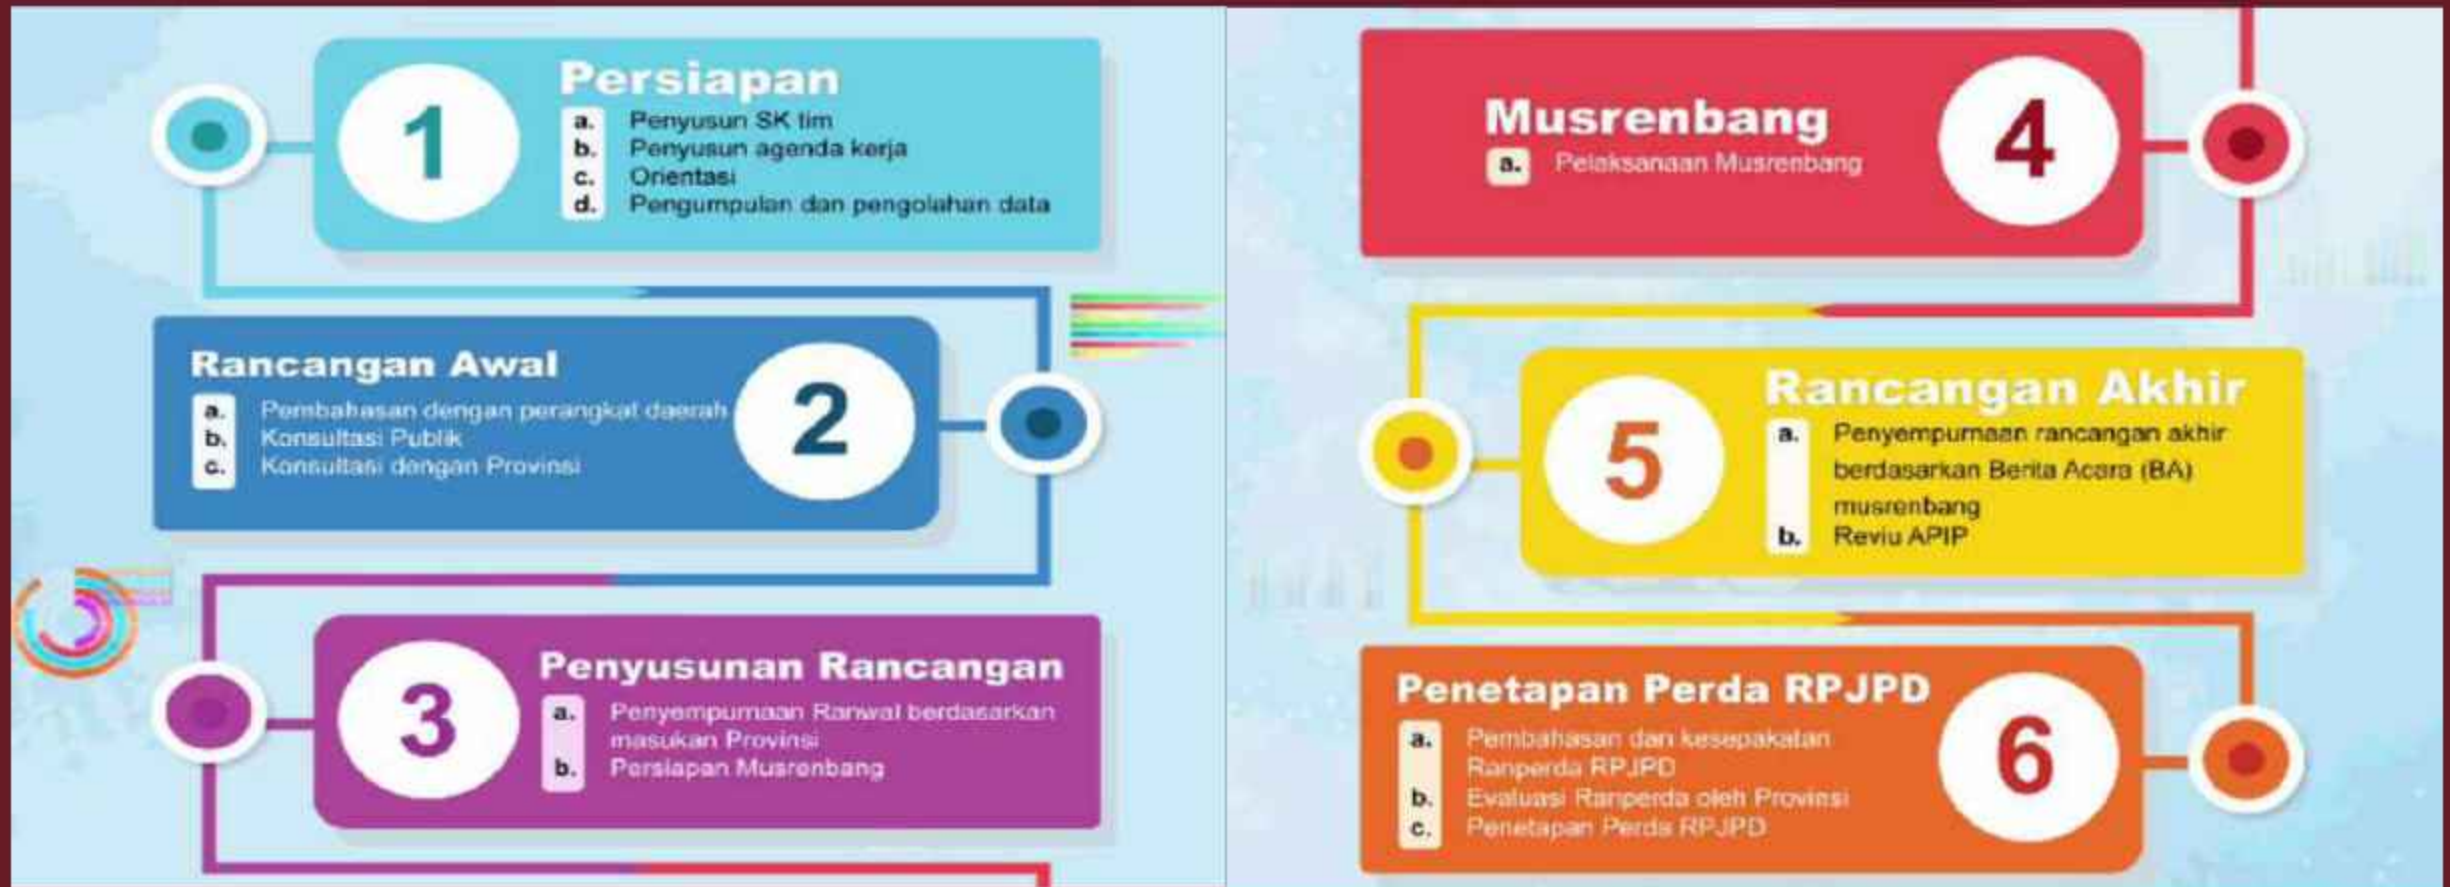 1
Persiapan
a. Penyusun SK tim
b. Penyusun agenda kerja
c. Orientasi
d. Pengumpulan dan pengolahan data
Rancangan Awal
a. Pembahasan dengan perangkat daerah
b. Konsultasi Publik
c. Konsultasi dengan Provinsi
2
3
Penyusunan Rancangan
a. Penyempurnaan Ranwal berdasarkan
masukan Provinsi
b. Persiapan Musrenbang
Musrenbang
a. Pelaksanaan Musrenbang
4
5
Rancangan Akhir
a. Penyempurnaan rancangan akhir
berdasarkan Berita Acara (BA)
musrenbang
b. Reviu APIP
Penetapan Perda RPJPD
a. Pembahasan dan kesepakatan
Ranperda RPJPD
b. Evaluasi Ranperda oleh Provinsi
c. Penetapan Perda RPJPD
6